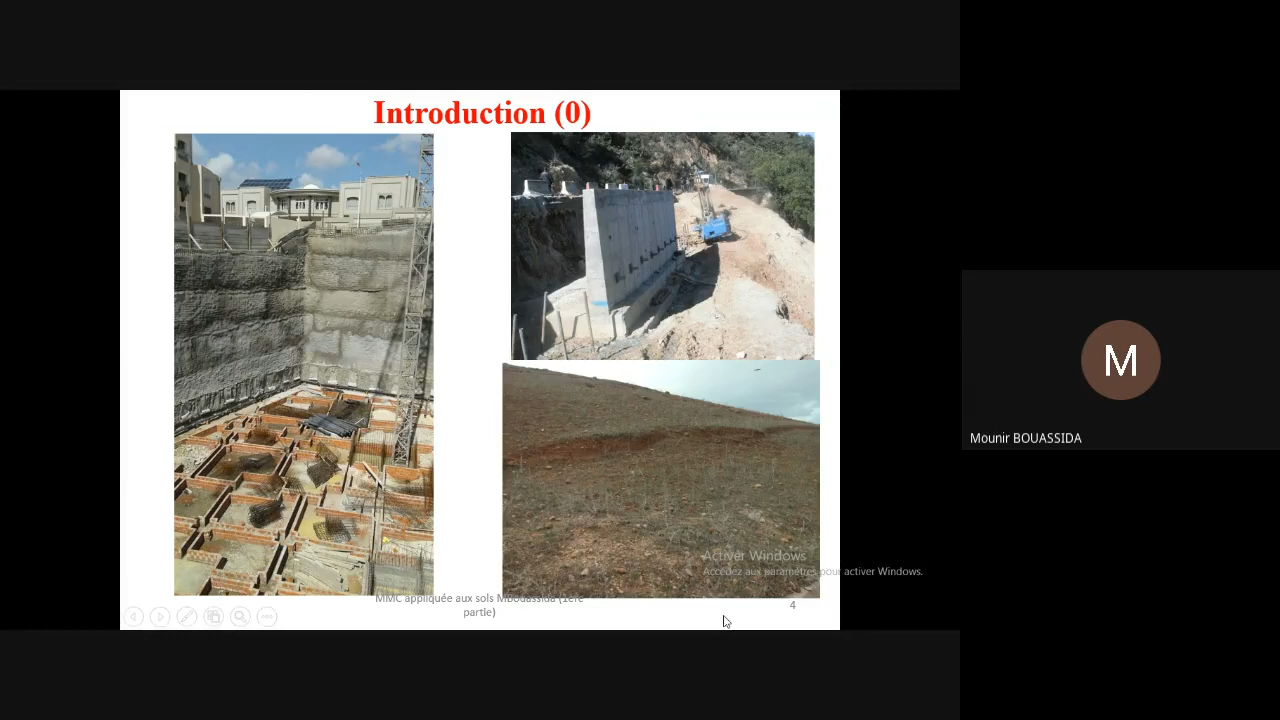 Introduction (0)
M
Mounir BOUASSIDA
Activer Windows
Accédez aux paramètres pour activer Windows.
MMC appliquée aux sols MBouassida (1ère
partie)
4